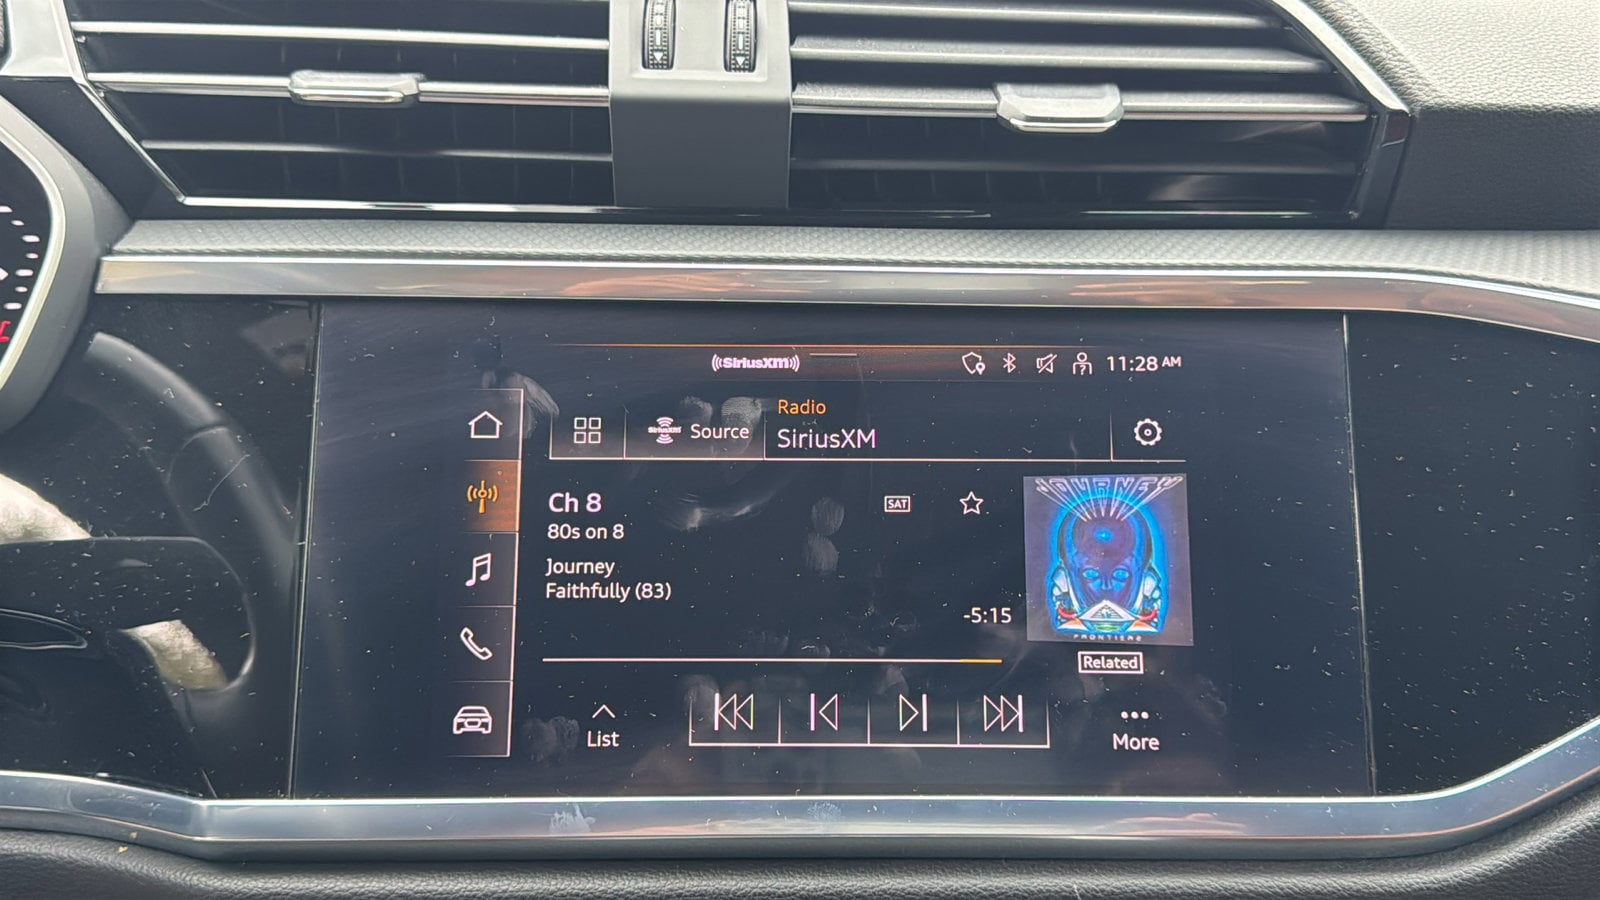 ((SiriusXM))
11:28 AM
SiriusXM
Source
Radio
SiriusXM
Ch 8
80s on 8
SAT
Journey
Faithfully (83)
-5:15
JOURNEY
FRONTIERS
Related
List
More